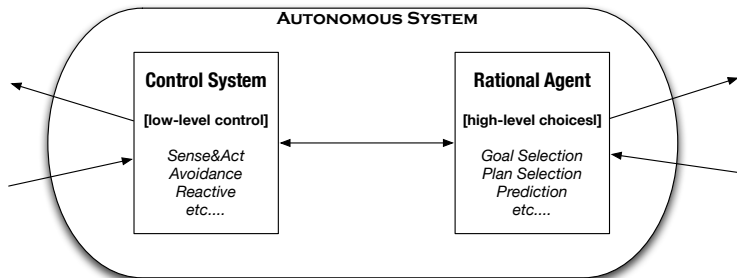 AUTONOMOUS SYSTEM
Control System
[low-level control]
Sense&Act
Avoidance
Reactive
etc....
Rational Agent
[high-level choicesl]
Goal Selection
Plan Selection
Prediction
etc....